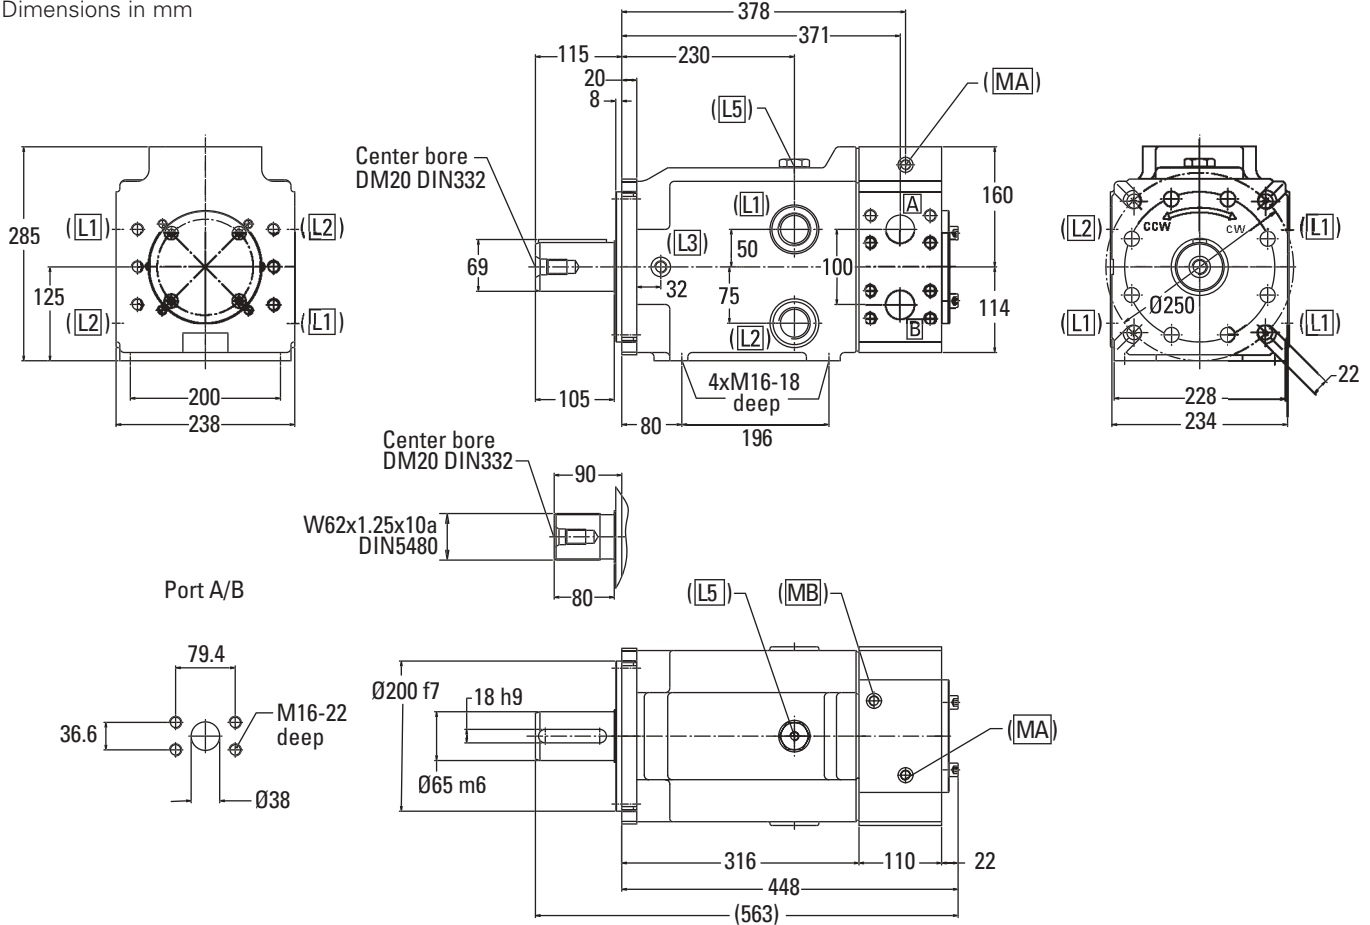 Dimensions in mm
378
371
115
230
20
8
(MA)
(L5)
Center bore
DM20 DIN332
285
125
(L1)
(L2)
(L2)
(L1)
200
238
69
(L3)
(L1)
A
50
32
75
100
(L2)
B
160
114
4xM16-18
deep
105
80
196
ccw
cw
(L2)
(L1)
(L1)
(L1)
Ø250
22
228
234
Center bore
DM20 DIN332
90
W62x1.25x10a
DIN5480
80
Port A/B
79.4
36.6
M16-22
deep
Ø38
(L5)
(MB)
Ø200 f7
18 h9
(MA)
Ø65 m6
316
110
22
448
(563)